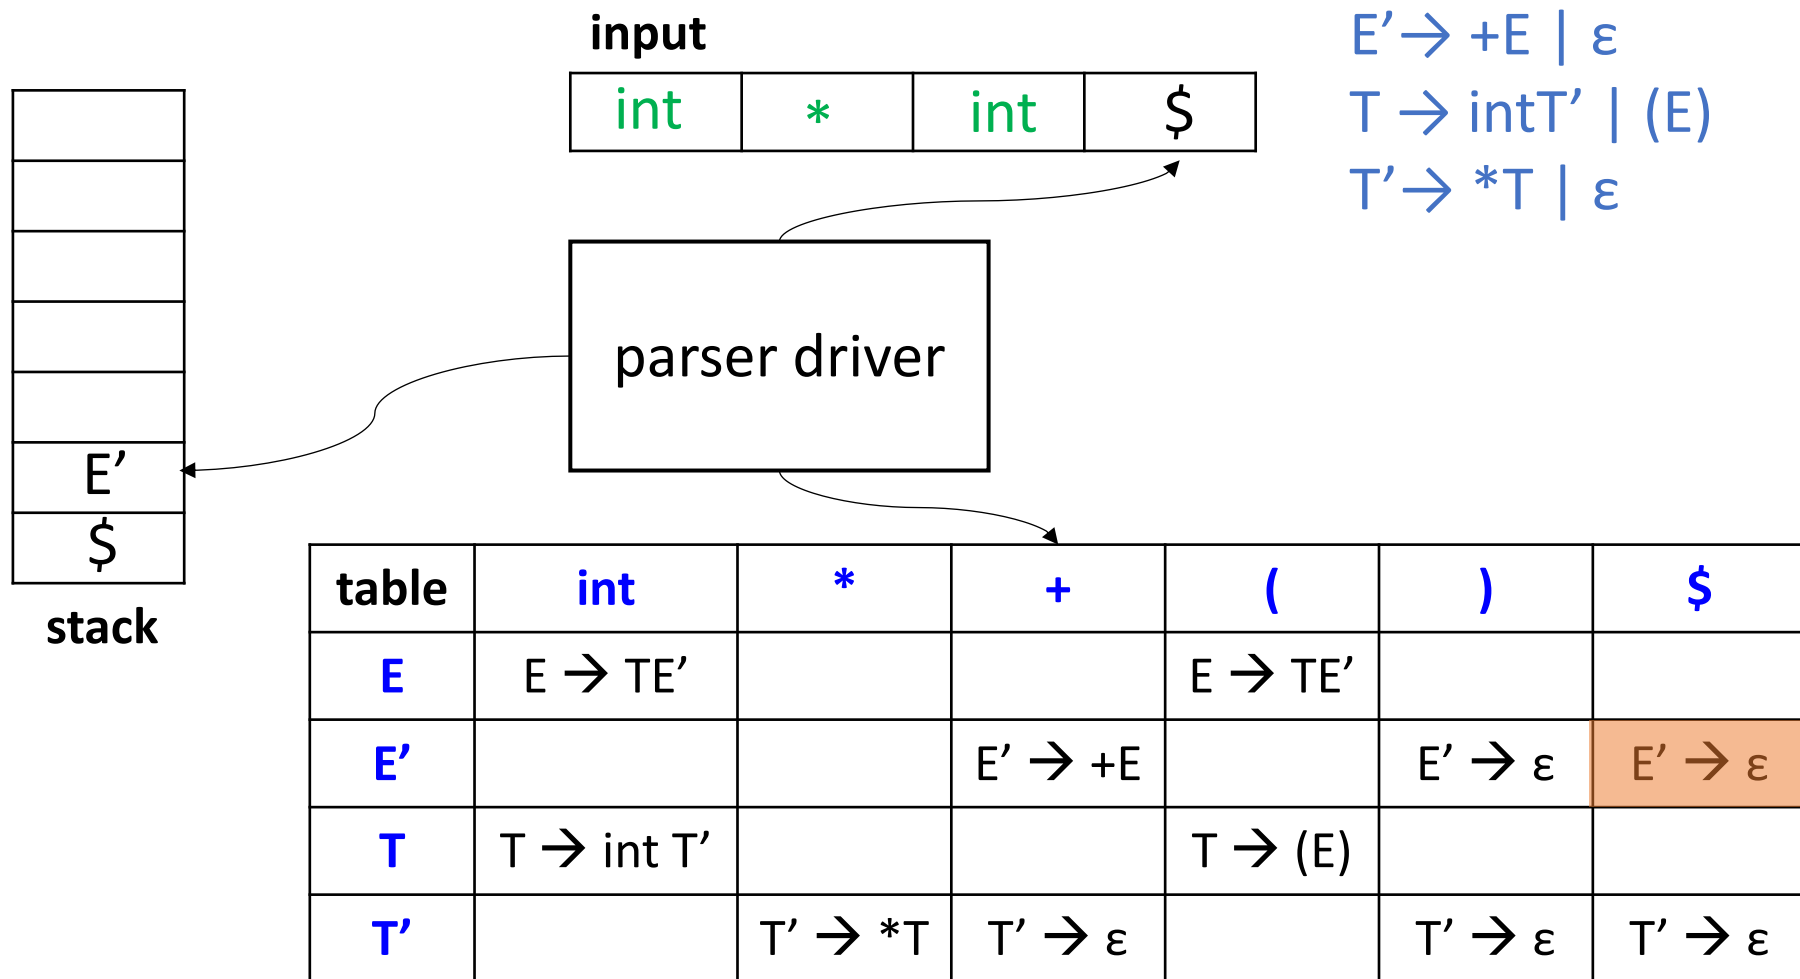 input
int * int $
E’→ +E | ε
T → intT’ | (E)
T’→ *T | ε
parser driver
E’
$
stack
table int * + ( ) $
E E → TE’ E → TE’
E’ E’ → +E E’ → ε E’ → ε
T T → int T’ T → (E)
T’ T’ → *T T’ → ε T’ → ε T’ → ε